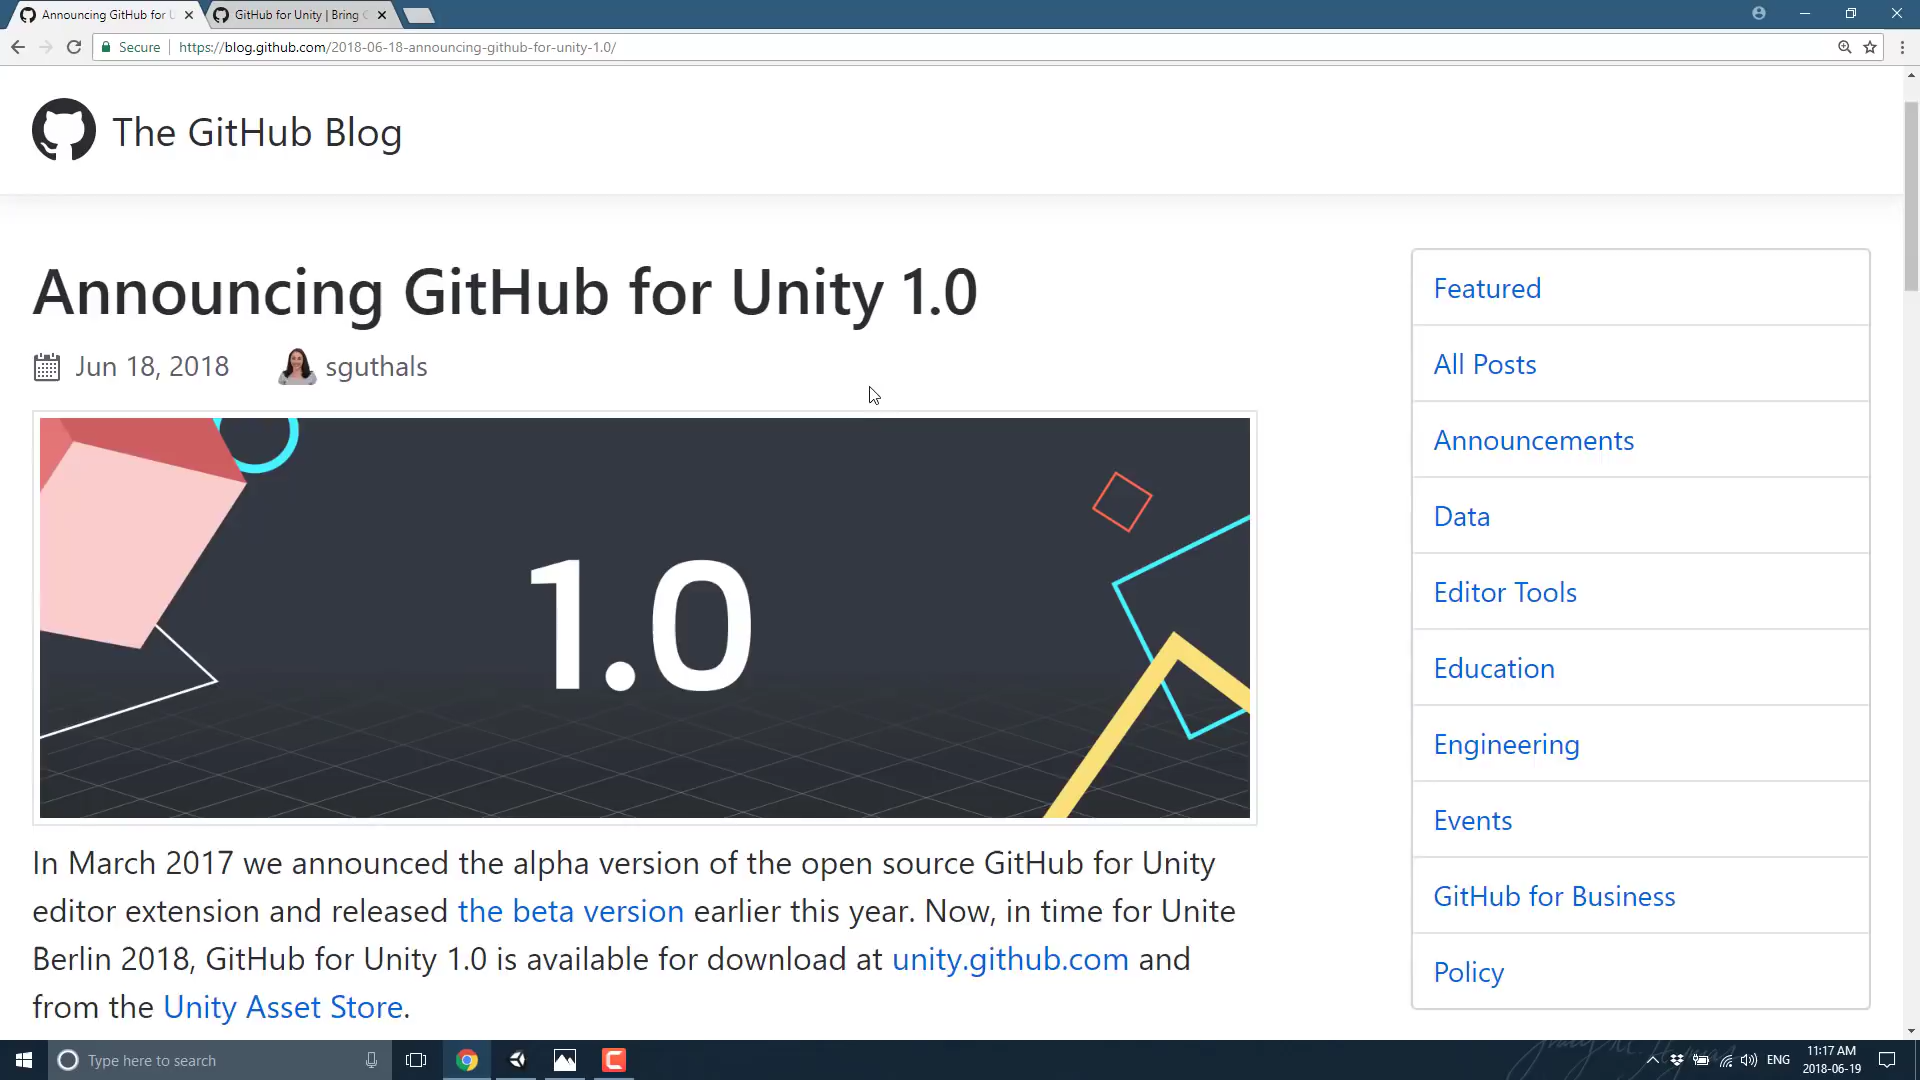 Announcing GitHub for U
GitHub for Unity | Bring
Secure
https://blog.github.com/2018-06-18-announcing-github-for-unity-1.0/
The GitHub Blog
Announcing GitHub for Unity 1.0
Jun 18, 2018
sguthals
1.0
In March 2017 we announced the alpha version of the open source GitHub for Unity
editor extension and released the beta version earlier this year. Now, in time for Unite
Berlin 2018, GitHub for Unity 1.0 is available for download at unity.github.com and
from the Unity Asset Store.
Featured
All Posts
Announcements
Data
Editor Tools
Education
Engineering
Events
GitHub for Business
Policy
Type here to search
ENG
11:17 AM
2018-06-19